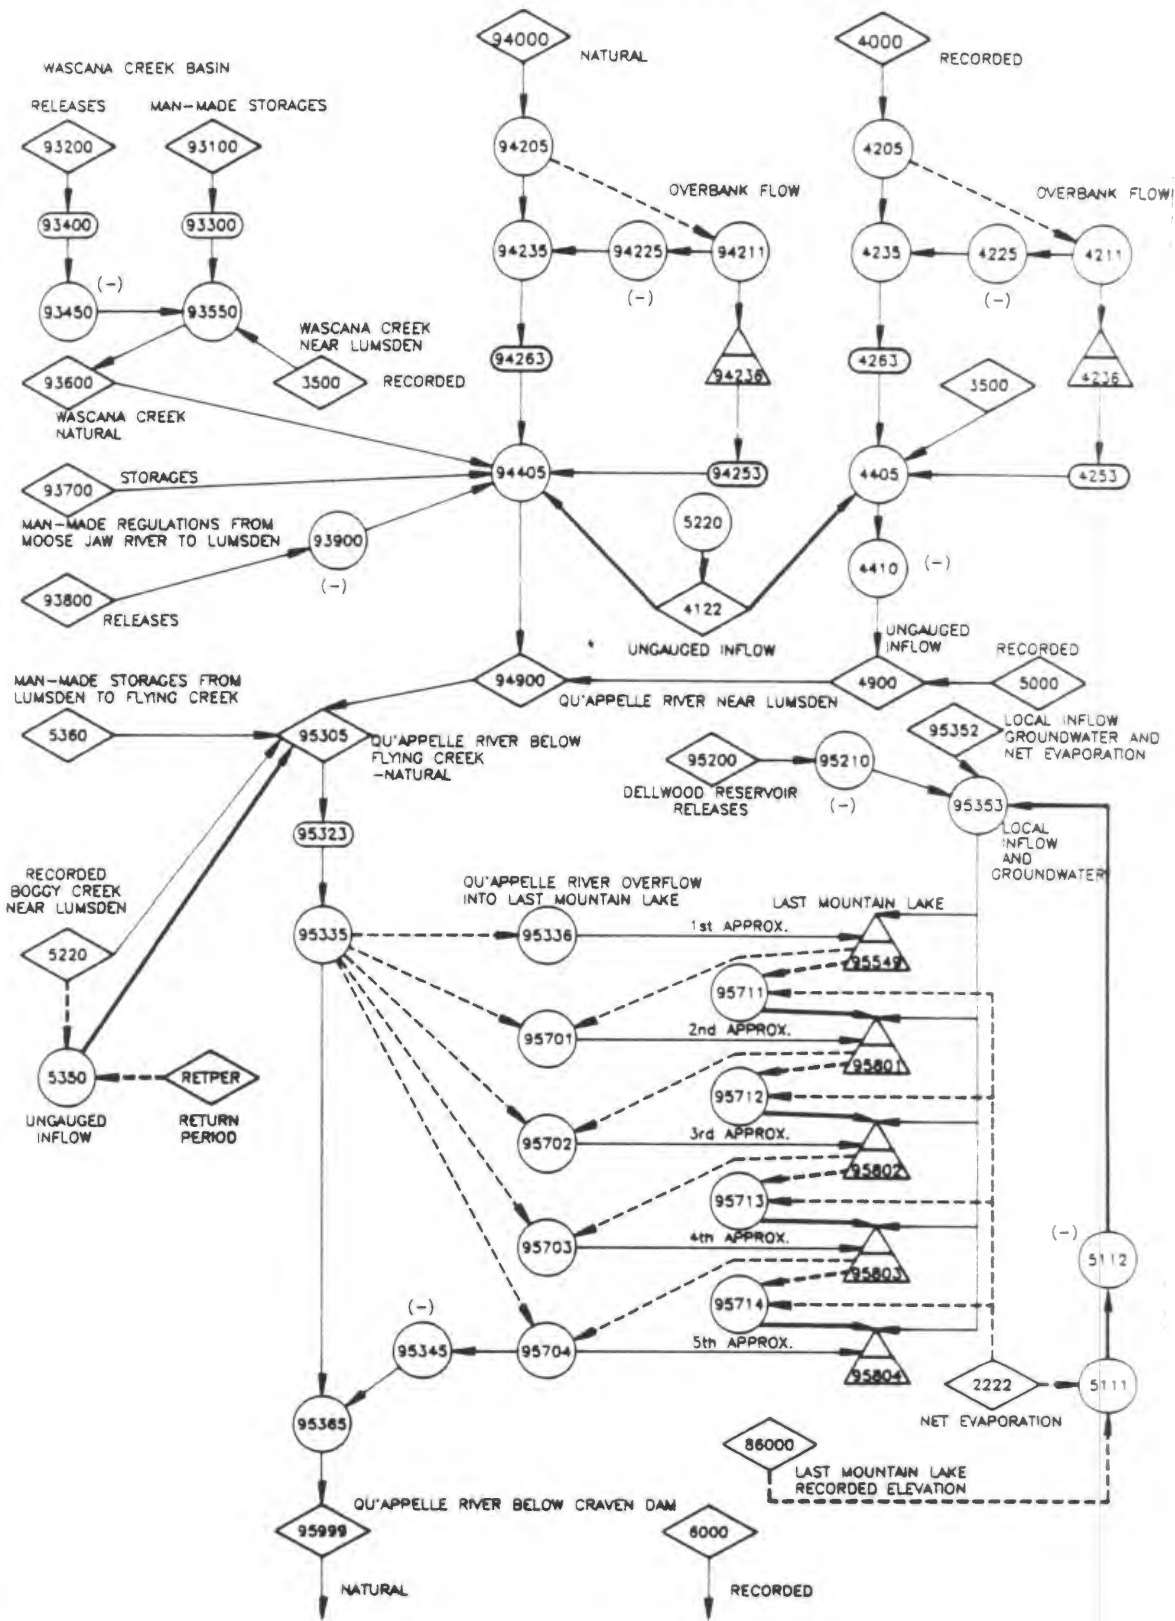 94000
NATURAL
4000
RECORDED
WASCANA CREEK BASIN
RELEASES
MAN-MADE STORAGES
93200
93100
94205
4205
OVERBANK FLOW
OVERBANK FLOW
93400
93300
94235
94225
94211
4235
4225
4211
(-)
(-)
(-)
93450
93550
WASCANA CREEK
NEAR LUMSDEN
94263
94236
4263
4236
93600
3500
RECORDED
3500
WASCANA CREEK
NATURAL
STORAGES
93700
94405
94253
4405
4253
MAN-MADE REGULATIONS FROM
MOOSE JAW RIVER TO LUMSDEN
93900
(-)
5220
4410
(-)
93800
RELEASES
4122
UNGAUGED INFLOW
UNGAUGED
INFLOW
RECORDED
94900
4900
5000
QU'APPELLE RIVER NEAR LUMSDEN
MAN-MADE STORAGES FROM
LUMSDEN TO FLYING CREEK
5360
95305
QU'APPELLE RIVER BELOW
FLYING CREEK
-NATURAL
95352
LOCAL INFLOW
GROUNDWATER AND
NET EVAPORATION
95200
95210
DELLWOOD RESERVOIR
RELEASES
(-)
95353
LOCAL
INFLOW
AND
GROUNDWATER
95323
RECORDED
BOGGY CREEK
NEAR LUMSDEN
QU'APPELLE RIVER OVERFLOW
INTO LAST MOUNTAIN LAKE
LAST MOUNTAIN LAKE
95335
95336
1st APPROX.
95549
5220
95711
95701
2nd APPROX.
95801
5350
RETPER
95712
UNGAUGED
INFLOW
RETURN
PERIOD
95702
3rd APPROX.
95802
95713
95703
4th APPROX.
95803
(-)
5112
95714
(-)
95345
95704
5th APPROX.
95804
2222
5111
NET EVAPORATION
95365
86000
LAST MOUNTAIN LAKE
RECORDED ELEVATION
QU'APPELLE RIVER BELOW CRAVEN DAM
95999
6000
NATURAL
RECORDED